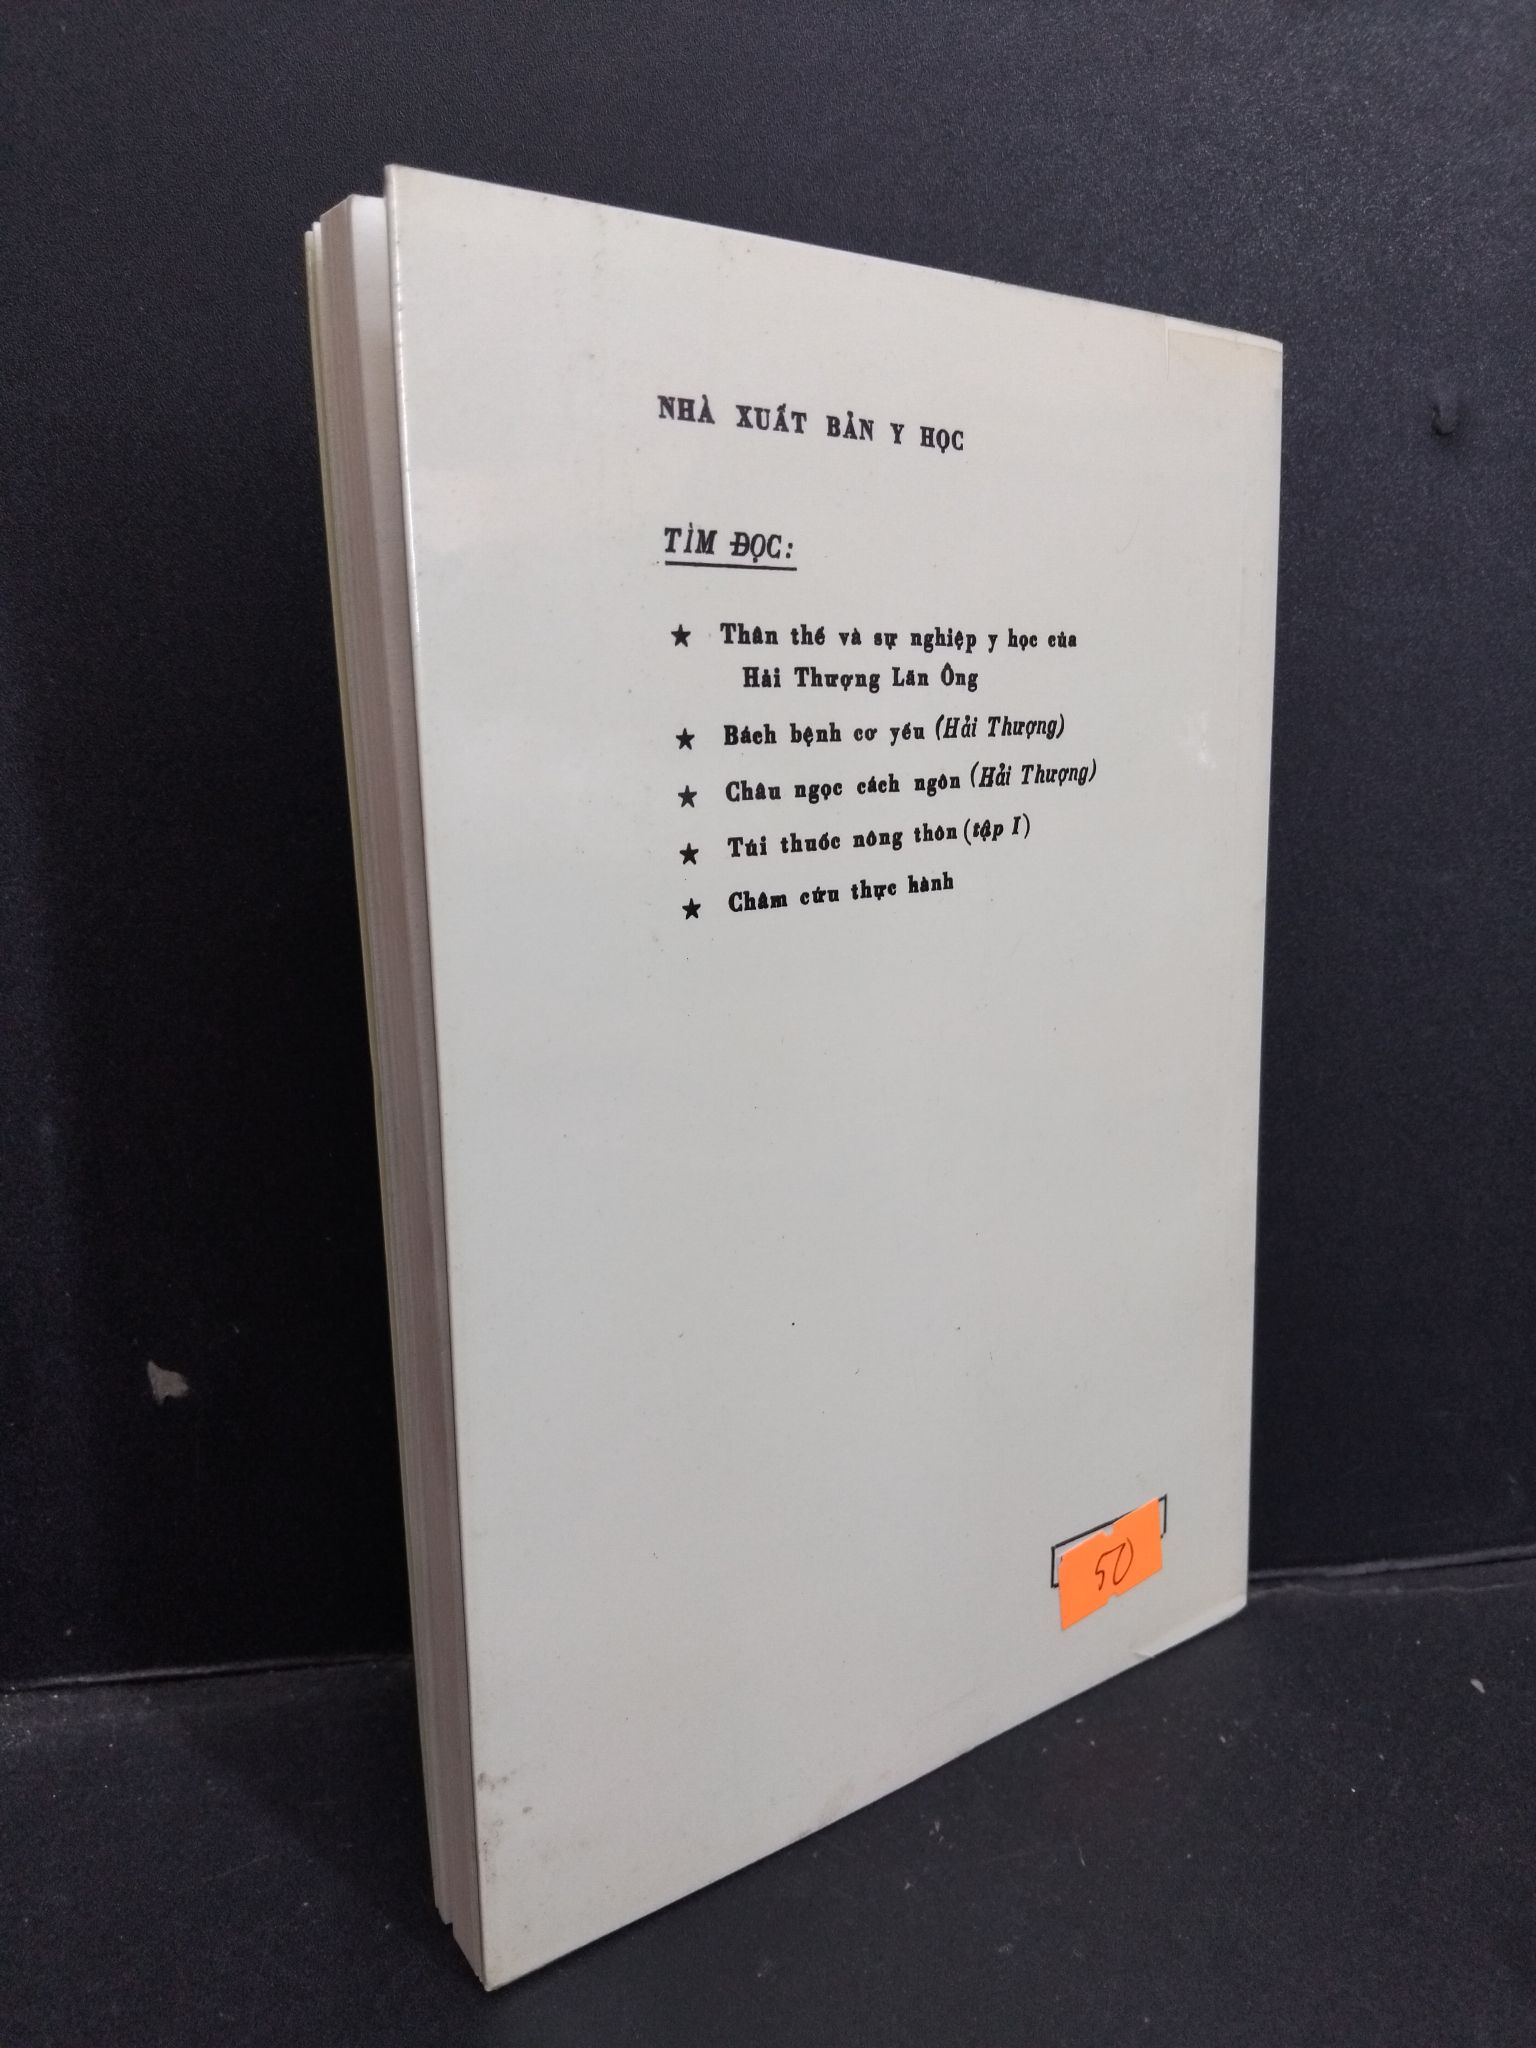 NHÀ XUẤT BẢN Y HỌC
TÌM ĐỌC:
★ Thân thế và sự nghiệp y học của
Hải Thượng Lãn Ông
★ Bách bệnh cơ yếu (Hải Thượng)
★ Châu ngọc cách ngôn (Hải Thượng)
★ Túi thuốc nông thôn (tập I)
★ Châm cứu thực hành
50